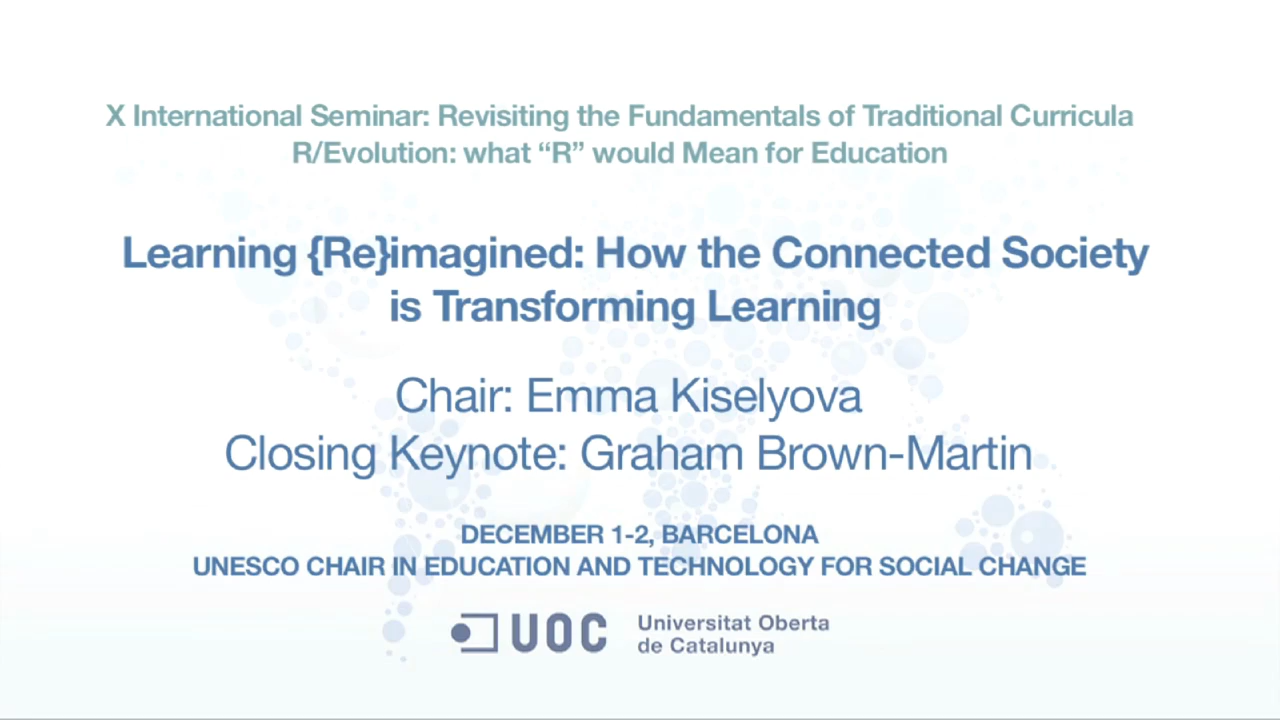 X International Seminar: Revisiting the Fundamentals of Traditional Curricula
R/Evolution: what “R” would Mean for Education
Learning {Re}imagined: How the Connected Society
is Transforming Learning
Chair: Emma Kiselyova
Closing Keynote: Graham Brown-Martin
DECEMBER 1-2, BARCELONA
UNESCO CHAIR IN EDUCATION AND TECHNOLOGY FOR SOCIAL CHANGE
UOC
Universitat Oberta
de Catalunya